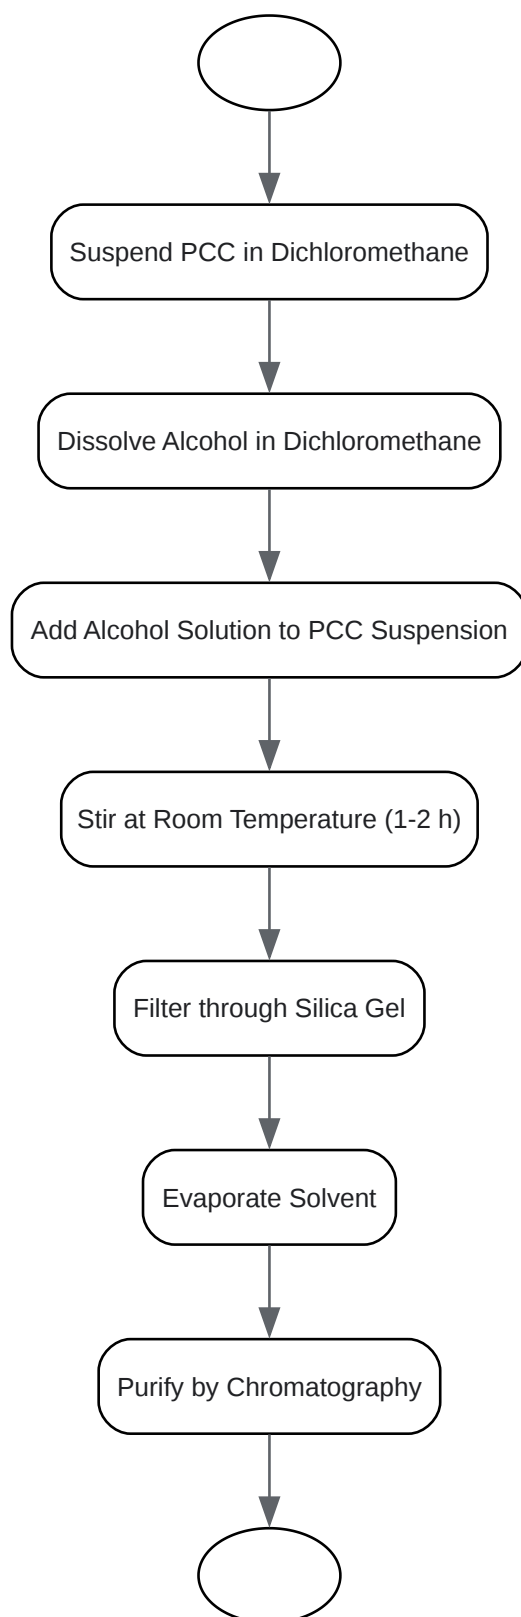 Suspend PCC in Dichloromethane
Dissolve Alcohol in Dichloromethane
Add Alcohol Solution to PCC Suspension
Stir at Room Temperature (1-2 h)
Filter through Silica Gel
Evaporate Solvent
Purify by Chromatography